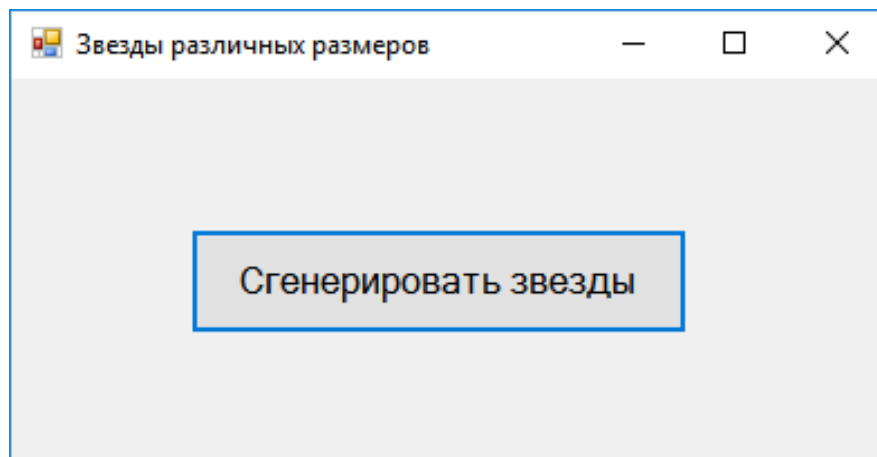 Звезды различных размеров
Сгенерировать звезды